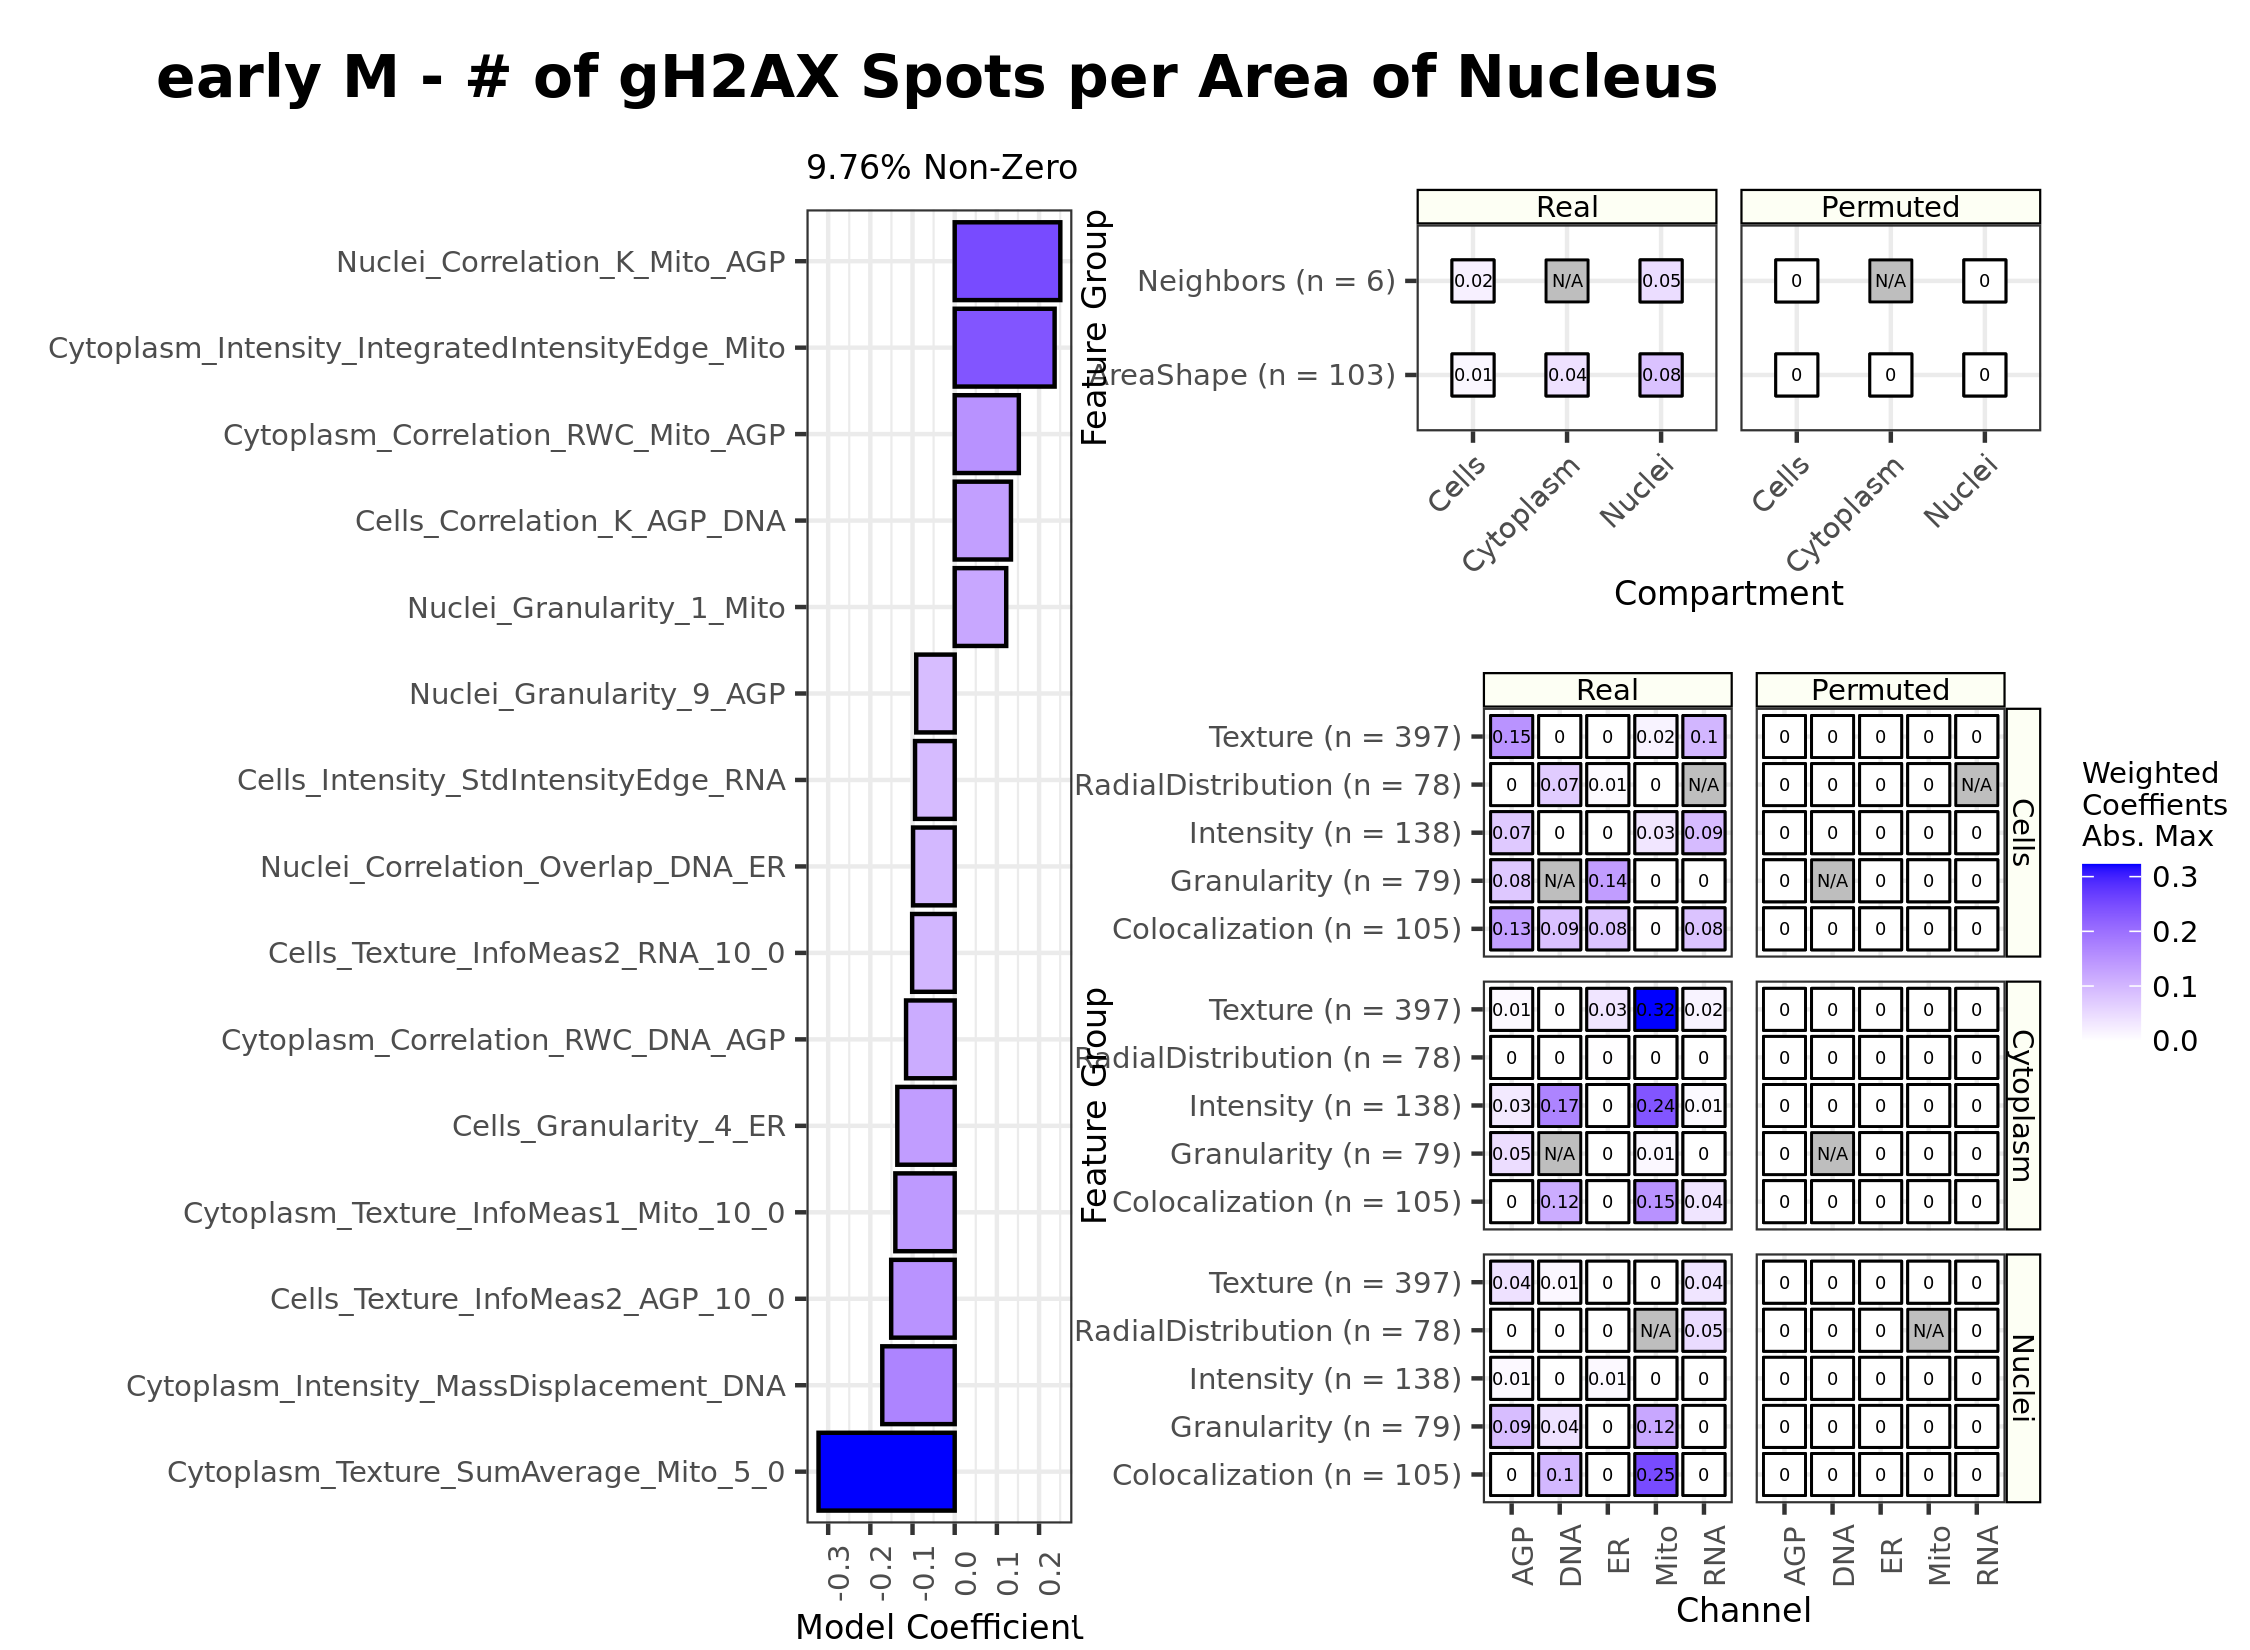 early M - # of gH2AX Spots per Area of Nucleus
9.76% Non-Zero
Nuclei_Correlation_K_Mito_AGP
Cytoplasm_Intensity_IntegratedIntensityEdge_Mito
Cytoplasm_Correlation_RWC_Mito_AGP
Cells_Correlation_K_AGP_DNA
Nuclei_Granularity_1_Mito
Nuclei_Granularity_9_AGP
Cells_Intensity_StdIntensityEdge_RNA
Nuclei_Correlation_Overlap_DNA_ER
Cells_Texture_InfoMeas2_RNA_10_0
Cytoplasm_Correlation_RWC_DNA_AGP
Cells_Granularity_4_ER
Cytoplasm_Texture_InfoMeas1_Mito_10_0
Cells_Texture_InfoMeas2_AGP_10_0
Cytoplasm_Intensity_MassDisplacement_DNA
Cytoplasm_Texture_SumAverage_Mito_5_0
-0.3 -0.2 -0.1 0.0 0.1 0.2
Model Coefficient
Feature Group
Real Permuted
Neighbors (n = 6) 0.02 N/A 0.05 0 N/A 0
AreaShape (n = 103) 0.01 0.04 0.08 0 0 0
Cells Cytoplasm Nuclei Cells Cytoplasm Nuclei
Compartment
Feature Group
Real Permuted
Texture (n = 397) 0.15 0 0 0.02 0.1 0 0 0 0 0
RadialDistribution (n = 78) 0 0.07 0.01 0 N/A 0 0 0 0 N/A
Intensity (n = 138) 0.07 0 0 0.03 0.09 0 0 0 0 0
Granularity (n = 79) 0.08 N/A 0.14 0 0 0 N/A 0 0 0
Colocalization (n = 105) 0.13 0.09 0.08 0 0.08 0 0 0 0 0
Cells
Texture (n = 397) 0.01 0 0.03 0.32 0.02 0 0 0 0 0
RadialDistribution (n = 78) 0 0 0 0 0 0 0 0 0 0
Intensity (n = 138) 0.03 0.17 0 0.24 0.01 0 0 0 0 0
Granularity (n = 79) 0.05 N/A 0 0.01 0 0 N/A 0 0 0
Colocalization (n = 105) 0 0.12 0 0.15 0.04 0 0 0 0 0
Cytoplasm
Texture (n = 397) 0.04 0.01 0 0 0.04 0 0 0 0 0
RadialDistribution (n = 78) 0 0 0 N/A 0.05 0 0 0 N/A 0
Intensity (n = 138) 0.01 0 0.01 0 0 0 0 0 0 0
Granularity (n = 79) 0.09 0.04 0 0.12 0 0 0 0 0 0
Colocalization (n = 105) 0 0.1 0 0.25 0 0 0 0 0 0
Nuclei
AGP DNA ER Mito RNA AGP DNA ER Mito RNA
Channel
Weighted
Coeffients
Abs. Max
0.3
0.2
0.1
0.0